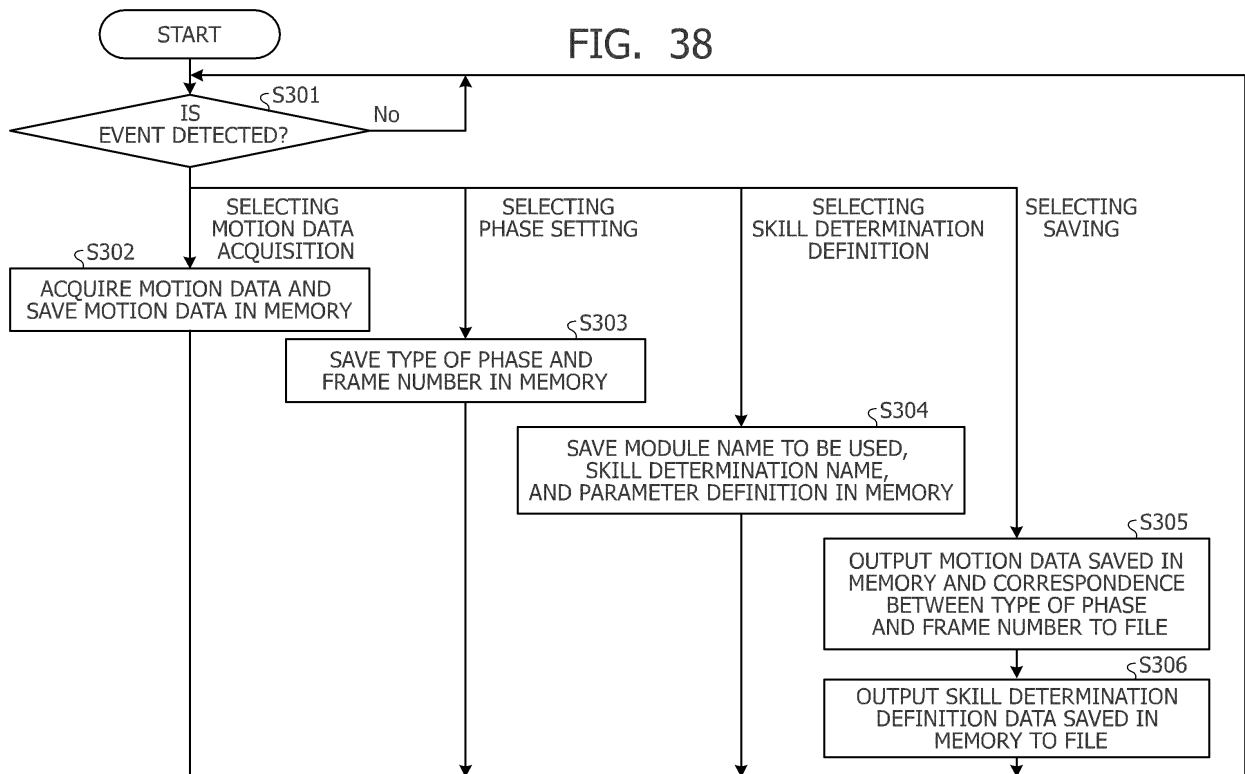 START
FIG. 38
S301
IS
EVENT DETECTED?
No
SELECTING
MOTION DATA
ACQUISITION
SELECTING
PHASE SETTING
SELECTING
SKILL DETERMINATION
DEFINITION
SELECTING
SAVING
S302
ACQUIRE MOTION DATA AND
SAVE MOTION DATA IN MEMORY
S303
SAVE TYPE OF PHASE AND
FRAME NUMBER IN MEMORY
S304
SAVE MODULE NAME TO BE USED,
SKILL DETERMINATION NAME,
AND PARAMETER DEFINITION IN MEMORY
S305
OUTPUT MOTION DATA SAVED IN
MEMORY AND CORRESPONDENCE
BETWEEN TYPE OF PHASE
AND FRAME NUMBER TO FILE
S306
OUTPUT SKILL DETERMINATION
DEFINITION DATA SAVED IN
MEMORY TO FILE